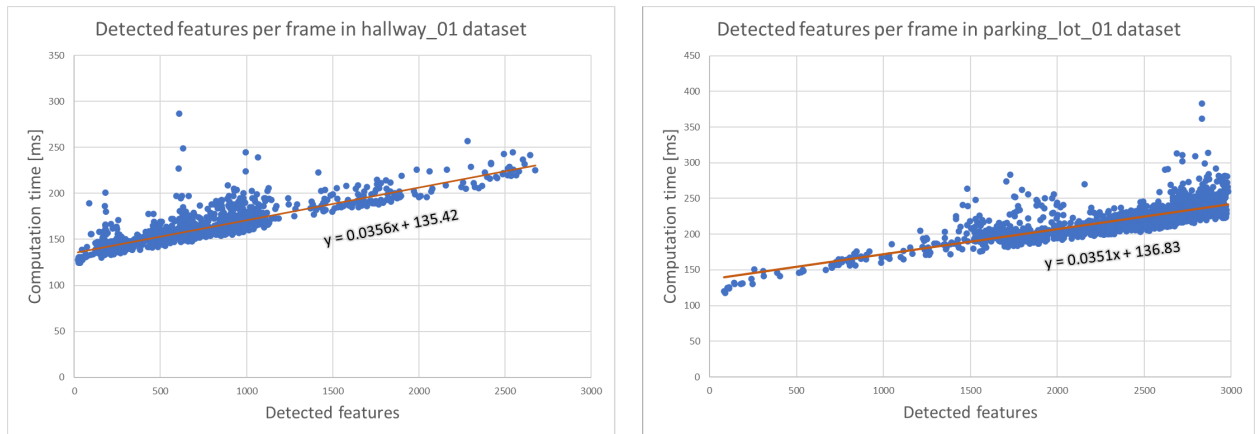 Detected features per frame in hallway_01 dataset
350
300
250
200
150
100
50
0
Computation time [ms]
y = 0.0356x + 135.42
0 500 1000 1500 2000 2500 3000
Detected features
Detected features per frame in parking_lot_01 dataset
450
400
350
300
250
200
150
100
50
0
Computation time [ms]
y = 0.0351x + 136.83
0 500 1000 1500 2000 2500 3000
Detected features